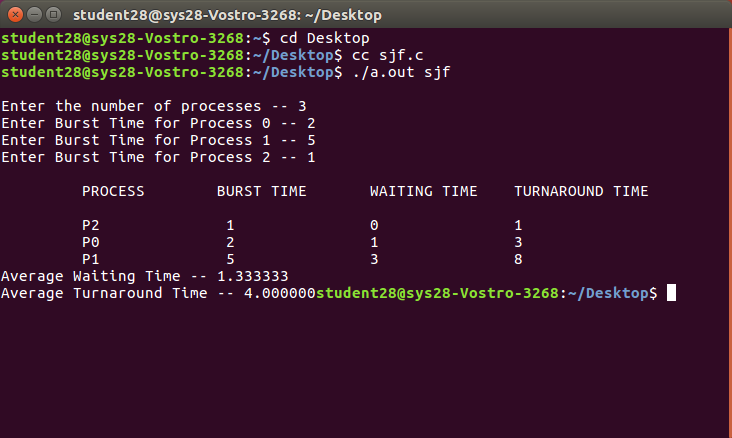 student28@sys28-Vostro-3268: ~/Desktop
student28@sys28-Vostro-3268:~$ cd Desktop
student28@sys28-Vostro-3268:~/Desktop$ cc sjf.c
student28@sys28-Vostro-3268:~/Desktop$ ./a.out sjf
Enter the number of processes -- 3
Enter Burst Time for Process 0 -- 2
Enter Burst Time for Process 1 -- 5
Enter Burst Time for Process 2 -- 1
PROCESS BURST TIME WAITING TIME TURNAROUND TIME
P2 1 0 1
P0 2 1 3
P1 5 3 8
Average Waiting Time -- 1.333333
Average Turnaround Time -- 4.000000student28@sys28-Vostro-3268:~/Desktop$